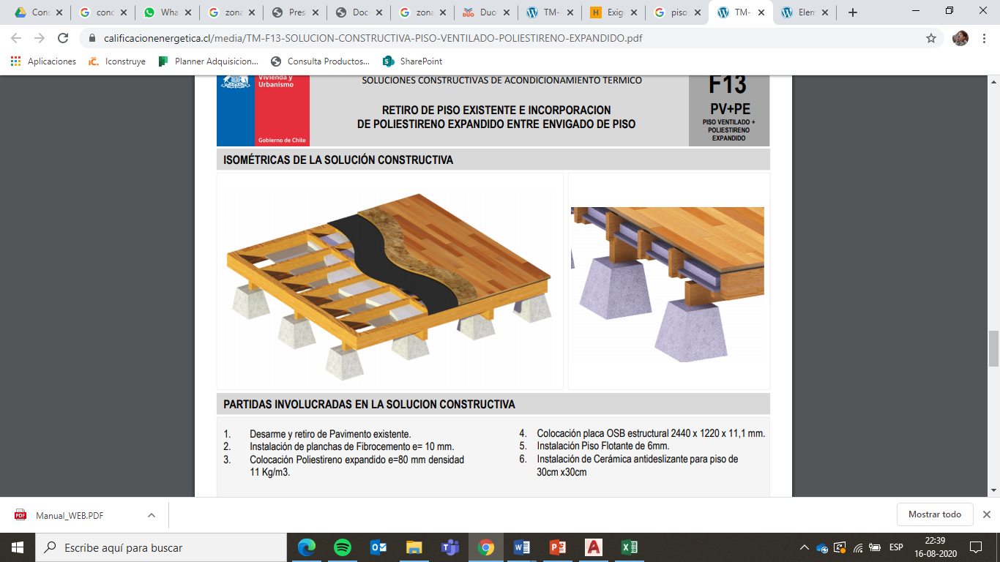 Cons
conc
Wha
zona
Pres
Doc
zona
DUO
Duo
TM-
H
Exig
piso
TM-
Elen
calificacionenergetica.cl/media/TM-F13-SOLUCION-CONSTRUCTIVA-PISO-VENTILADO-POLIESTIRENO-EXPANDIDO.pdf
Aplicaciones
iC. Iconstruye
Planner Adquisicion...
Consulta Productos...
SharePoint
Vivienda y
Urbanismo
Gobierno de Chile
SOLUCIONES CONSTRUCTIVAS DE ACONDICIONAMIENTO TERMICO
RETIRO DE PISO EXISTENTE E INCORPORACION
DE POLIESTIRENO EXPANDIDO ENTRE ENVIGADO DE PISO
F13
PV+PE
PISO VENTILADO +
POLIESTIRENO
EXPANDIDO
ISOMÉTRICAS DE LA SOLUCIÓN CONSTRUCTIVA
PARTIDAS INVOLUCRADAS EN LA SOLUCION CONSTRUCTIVA
1. Desarme y retiro de Pavimento existente.
2. Instalación de planchas de Fibrocemento e= 10 mm.
3. Colocación Poliestireno expandido e=80 mm densidad
11 Kg/m3.
4. Colocación placa OSB estructural 2440 x 1220 x 11,1 mm.
5. Instalación Piso Flotante de 6mm.
6. Instalación de Cerámica antideslizante para piso de
30cm x30cm
PDF
Manual_WEB.PDF
Mostrar todo
Escribe aquí para buscar
ESP
22:39
16-08-2020